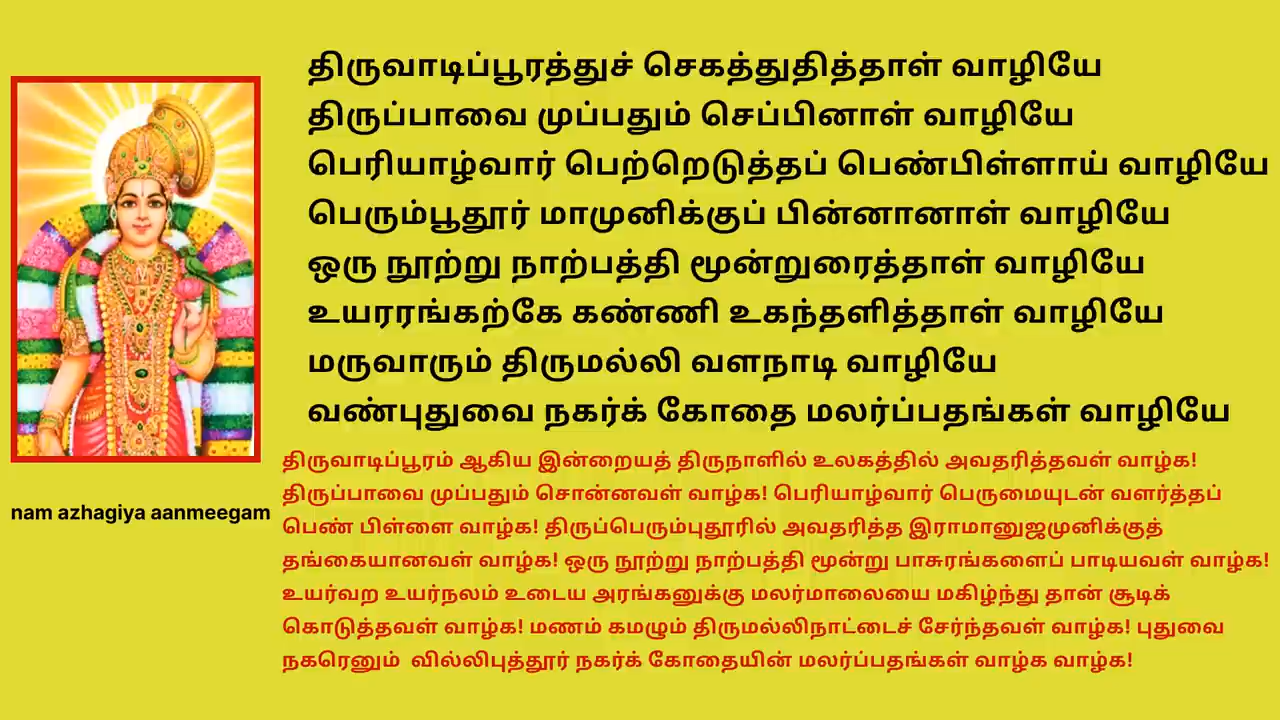 திருவாடிப்பூரத்துச் செகத்துதித்தாள் வாழியே
திருப்பாவை முப்பதும் செப்பினாள் வாழியே
பெரியாழ்வார் பெற்றெடுத்தப் பெண்பிள்ளாய் வாழியே
பெரும்பூதூர் மாமுனிக்குப் பின்னானாள் வாழியே
ஒரு நூற்று நாற்பத்தி மூன்றுரைத்தாள் வாழியே
உயரரங்கற்கே கண்ணி உகந்தளித்தாள் வாழியே
மருவாரும் திருமல்லி வளநாடி வாழியே
வண்புதுவை நகர்க் கோதை மலர்ப்பதங்கள் வாழியே
திருவாடிப்பூரம் ஆகிய இன்றையத் திருநாளில் உலகத்தில் அவதரித்தவள் வாழ்க!
திருப்பாவை முப்பதும் சொன்னவள் வாழ்க! பெரியாழ்வார் பெருமையுடன் வளர்த்தப்
பெண் பிள்ளை வாழ்க! திருப்பெரும்புதூரில் அவதரித்த இராமானுஜமுனிக்குத்
தங்கையானவள் வாழ்க! ஒரு நூற்று நாற்பத்தி மூன்று பாசுரங்களைப் பாடியவள் வாழ்க!
உயர்வற உயர்நலம் உடைய அரங்கனுக்கு மலர்மாலையை மகிழ்ந்து தான் சூடிக்
கொடுத்தவள் வாழ்க! மணம் கமழும் திருமல்லிநாட்டைச் சேர்ந்தவள் வாழ்க! புதுவை
நகரெனும் வில்லிபுத்தூர் நகர்க் கோதையின் மலர்ப்பதங்கள் வாழ்க வாழ்க!
nam azhagiya aanmeegam